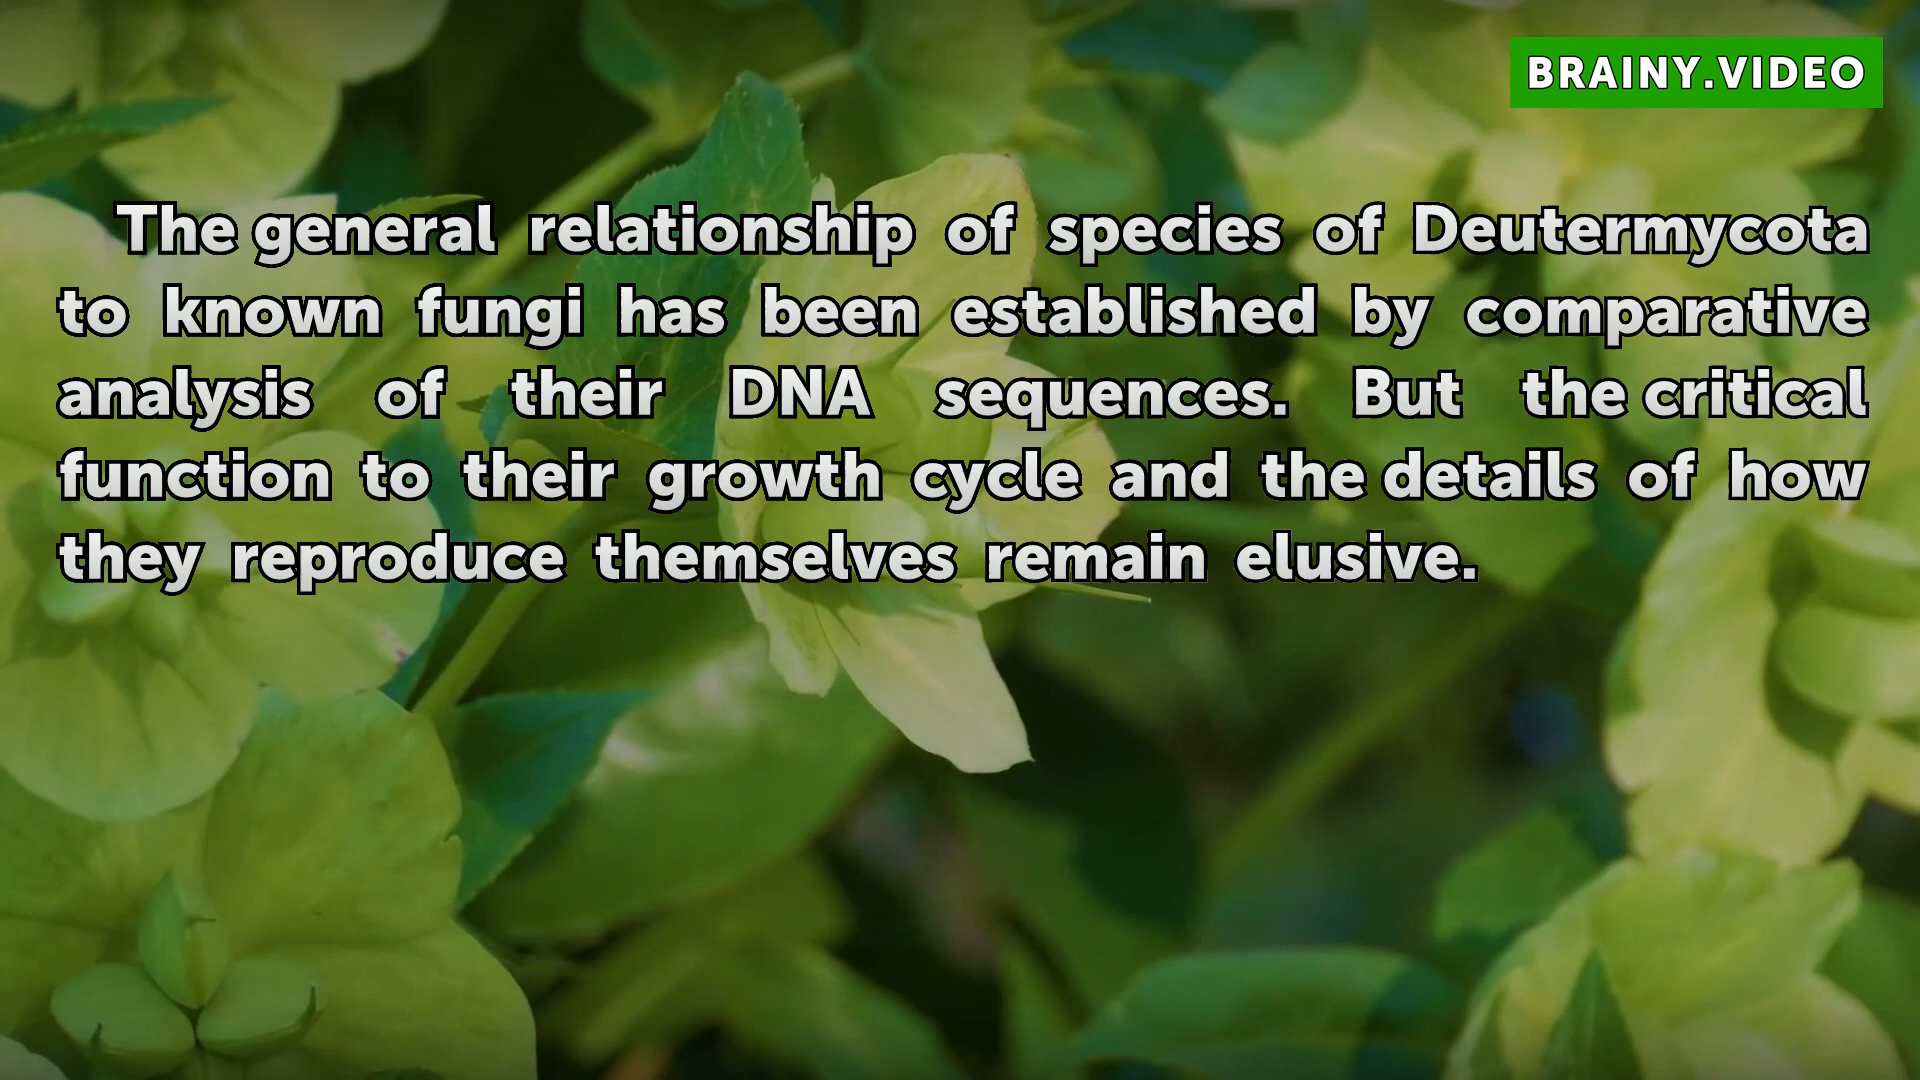 BRAINY.VIDEO
The general relationship of species of Deutermycota
to known fungi has been established by comparative
analysis of their DNA sequences. But the critical
function to their growth cycle and the details of how
they reproduce themselves remain elusive.